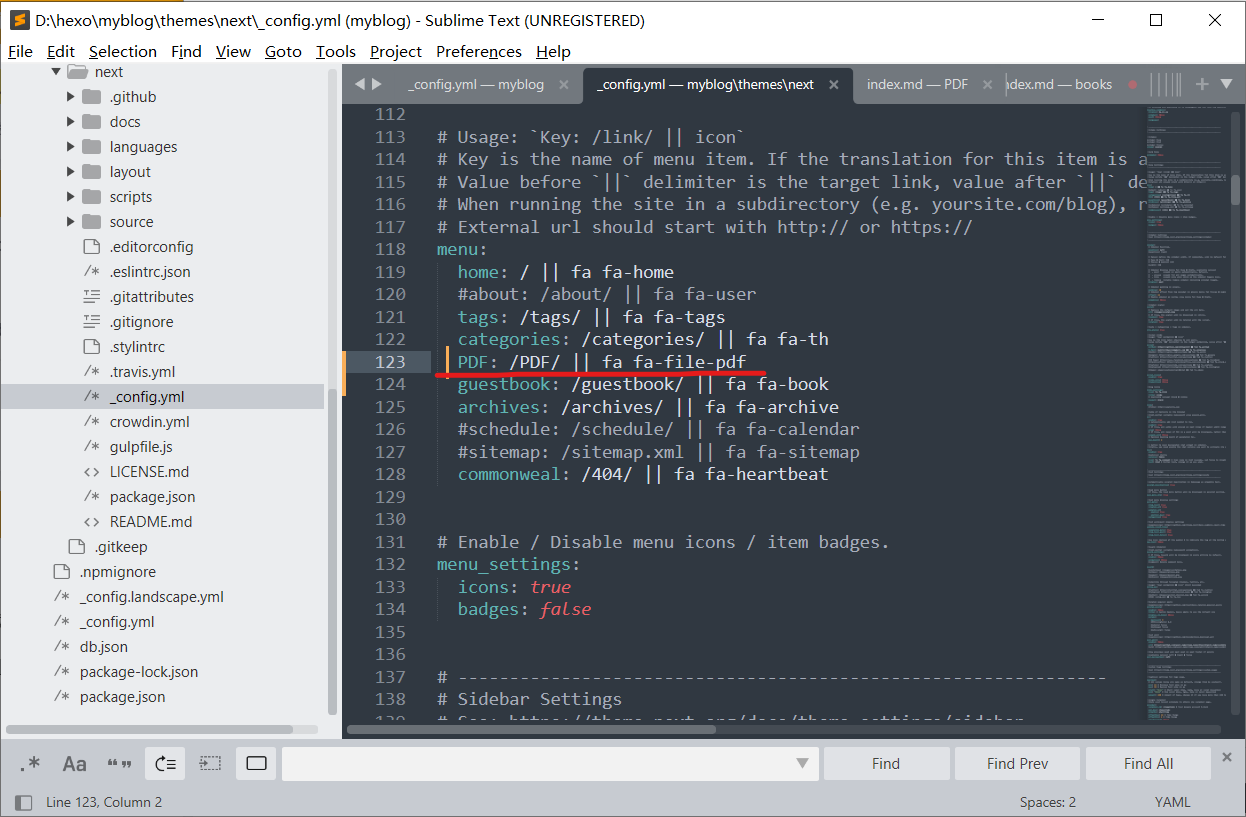 D:\hexo\myblog\themes\next\_config.yml (myblog) - Sublime Text (UNREGISTERED)
File Edit Selection Find View Goto Tools Project Preferences Help
next
.github
docs
languages
layout
scripts
source
.editorconfig
/* .eslintrc.json
.gitattributes
.gitignore
.stylintrc
/* .travis.yml
/* _config.yml
/* crowdin.yml
/* gulpfile.js
<> LICENSE.md
/* package.json
<> README.md
.gitkeep
.npmignore
/* _config.landscape.yml
/* _config.yml
/* db.json
/* package-lock.json
/* package.json
_config.yml — myblog
_config.yml — myblog\themes\next
index.md — PDF
ndex.md — books
112
113 # Usage: `Key: /link/ || icon`
114 # Key is the name of menu item. If the translation for this item is a
115 # Value before `||` delimiter is the target link, value after `||` de
116 # When running the site in a subdirectory (e.g. yoursite.com/blog), r
117 # External url should start with http:// or https://
118 menu:
119 home: / || fa fa-home
120 #about: /about/ || fa fa-user
121 tags: /tags/ || fa fa-tags
122 categories: /categories/ || fa fa-th
123 PDF: /PDF/ || fa fa-file-pdf
124 guestbook: /guestbook/ || fa fa-book
125 archives: /archives/ || fa fa-archive
126 #schedule: /schedule/ || fa fa-calendar
127 #sitemap: /sitemap.xml || fa fa-sitemap
128 commonweal: /404/ || fa fa-heartbeat
129
130
131 # Enable / Disable menu icons / item badges.
132 menu_settings:
133 icons: true
134 badges: false
135
136
137 # ---------------------------------------------------------------
138 # Sidebar Settings
.* Aa “” Find Find Prev Find All
Line 123, Column 2 Spaces: 2 YAML